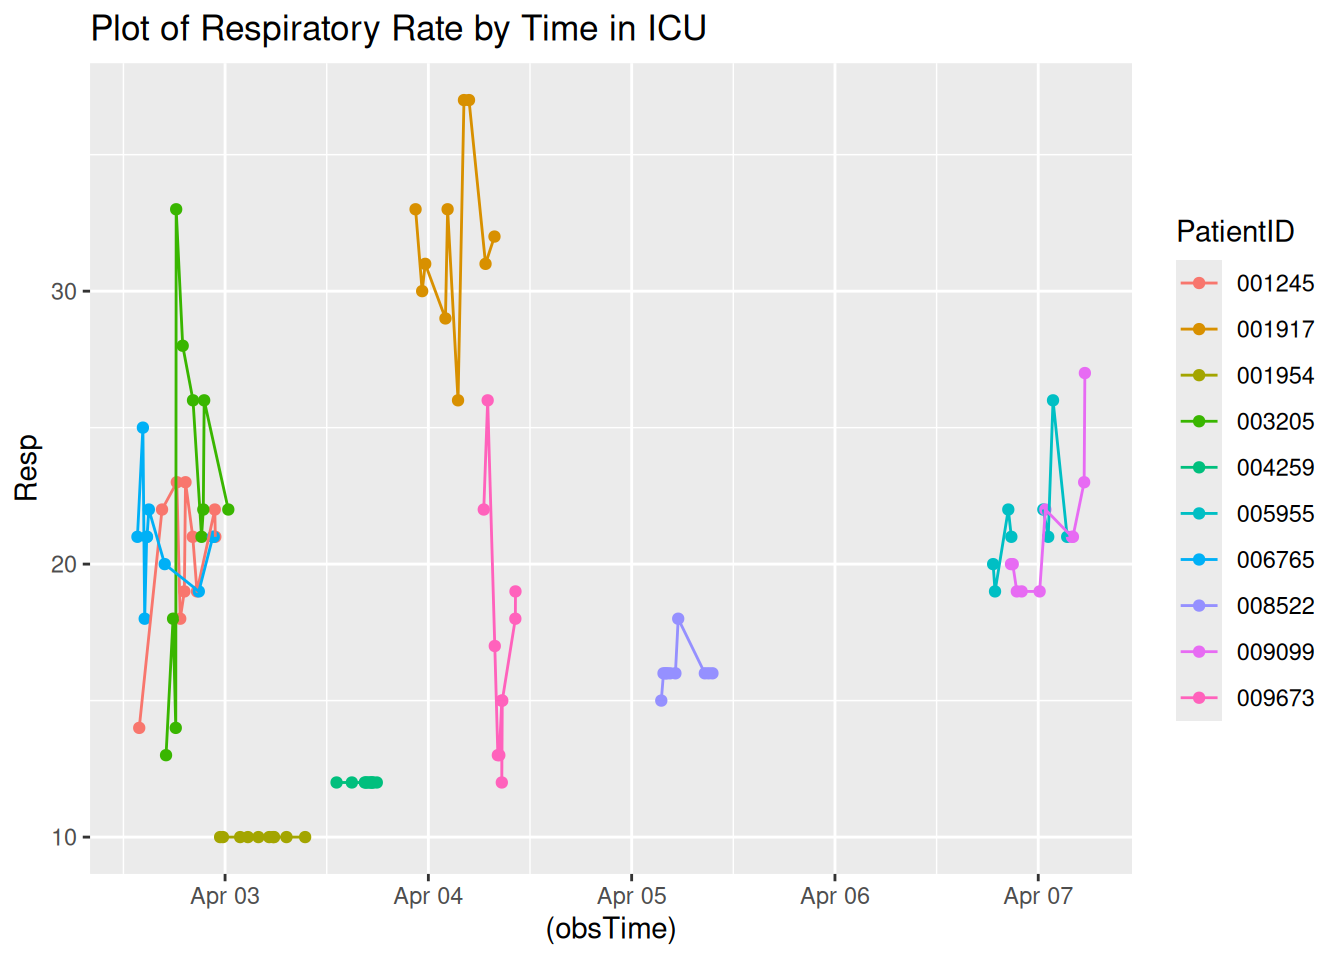 Plot of Respiratory Rate by Time in ICU
Resp
30
20
10
Apr 03
Apr 04
Apr 05
Apr 06
Apr 07
(obsTime)
PatientID
001245
001917
001954
003205
004259
005955
006765
008522
009099
009673